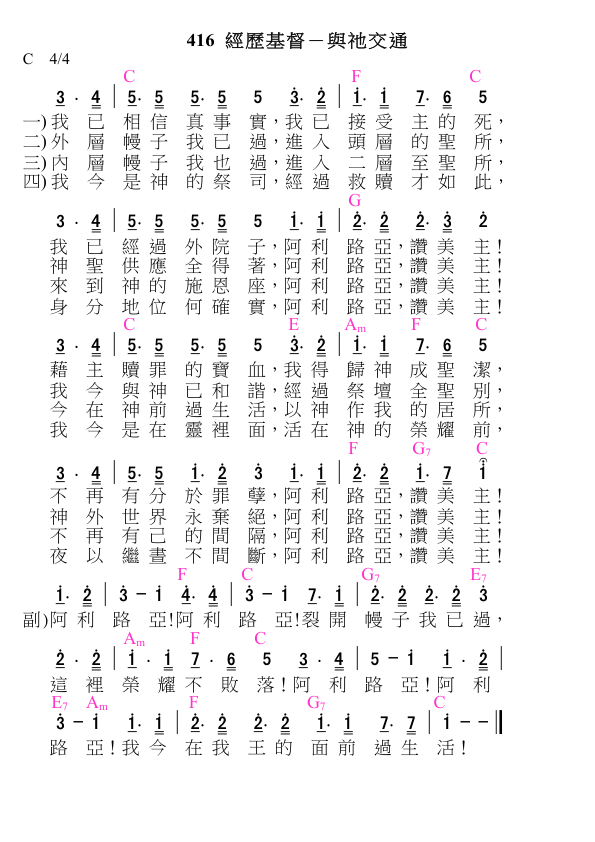 416 經歷基督－與祂交通
C 4/4
C F C
3 . 4 | 5. 5 5. 5 5 3. 2 | 1. 1 7. 6 5
一)我 已 相 信 真 事 實，我 已 接 受 主 的 死，
二)外 層 幔 子 我 已 過，進 入 頭 層 的 聖 所，
三)內 層 幔 子 我 也 過，進 入 二 層 至 聖 所，
四)我 今 是 神 的 祭 司，經 過 救 贖 才 如 此，
G
3 . 4 | 5. 5 5. 5 5 1. 1 | 2. 2 2. 3 2
我 已 經 過 外 院 子，阿 利 路 亞，讚 美 主！
神 聖 供 應 全 得 著，阿 利 路 亞，讚 美 主！
來 到 神 的 施 恩 座，阿 利 路 亞，讚 美 主！
身 分 地 位 何 確 實，阿 利 路 亞，讚 美 主！
C E Am F C
3 . 4 | 5. 5 5. 5 5 3. 2 | 1. 1 7. 6 5
藉 主 贖 罪 的 寶 血，我 得 歸 神 成 聖 潔，
我 今 與 神 已 和 諧，經 過 祭 壇 全 聖 別，
今 在 神 前 過 生 活，以 神 作 我 的 居 所，
我 今 是 在 靈 裡 面，活 在 神 的 榮 耀 前，
F G7 C
3 . 4 | 5. 5 1. 2 3 1. 1 | 2. 2 1. 7 1
不 再 有 分 於 罪 孽，阿 利 路 亞，讚 美 主！
神 外 世 界 永 棄 絕，阿 利 路 亞，讚 美 主！
不 再 有 己 的 間 隔，阿 利 路 亞，讚 美 主！
夜 以 繼 晝 不 間 斷，阿 利 路 亞，讚 美 主！
F C G7 E7
1. 2 | 3 – 1 4. 4 | 3 – 1 7. 1 | 2. 2 2. 2 3
副)阿 利 路 亞!阿 利 路 亞!裂 開 幔 子 我 已 過，
Am F C
2 . 2 | 1 . 1 7 . 6 5 3 . 4 | 5 – 1 1 . 2 |
這 裡 榮 耀 不 敗 落！阿 利 路 亞！阿 利
E7 Am F G7 C
3 – 1 1. 1 | 2. 2 2. 2 1. 1 7. 7 | 1 – – ‖
路 亞！我 今 在 我 王 的 面 前 過 生 活！